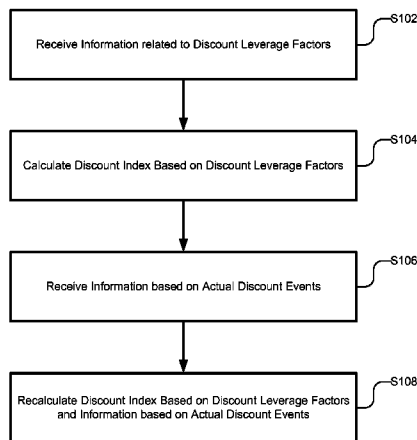 S102
Receive Information related to Discount Leverage Factors
S104
Calculate Discount Index Based on Discount Leverage Factors
S106
Receive Information based on Actual Discount Events
S108
Recalculate Discount Index Based on Discount Leverage Factors
and Information based on Actual Discount Events